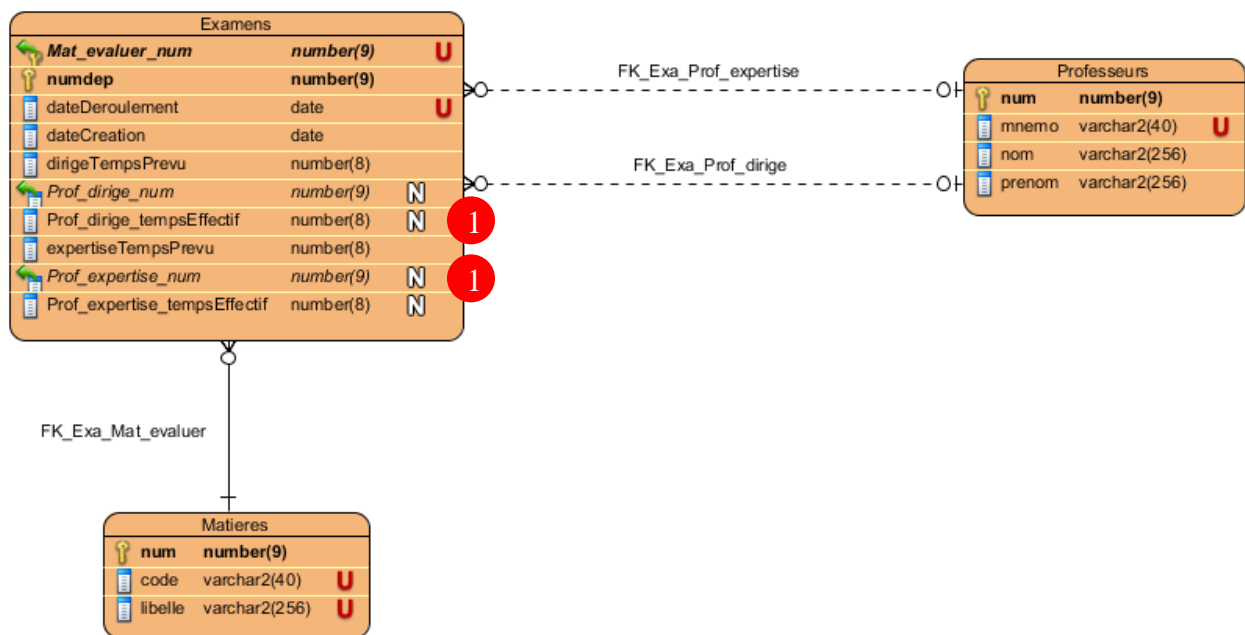 Examens
Mat_evaluer_num number(9) U
numdep number(9)
dateDeroulement date U
dateCreation date
dirigeTempsPrevu number(8)
Prof_dirige_num number(9) N
Prof_dirige_tempsEffectif number(8) N 1
expertiseTempsPrevu number(8)
Prof_expertise_num number(9) N 1
Prof_expertise_tempsEffectif number(8) N
FK_Exa_Prof_expertise
FK_Exa_Prof_dirige
Professeurs
num number(9)
mnemo varchar2(40) U
nom varchar2(256)
prenom varchar2(256)
FK_Exa_Mat_evaluer
Matieres
num number(9)
code varchar2(40) U
libelle varchar2(256) U